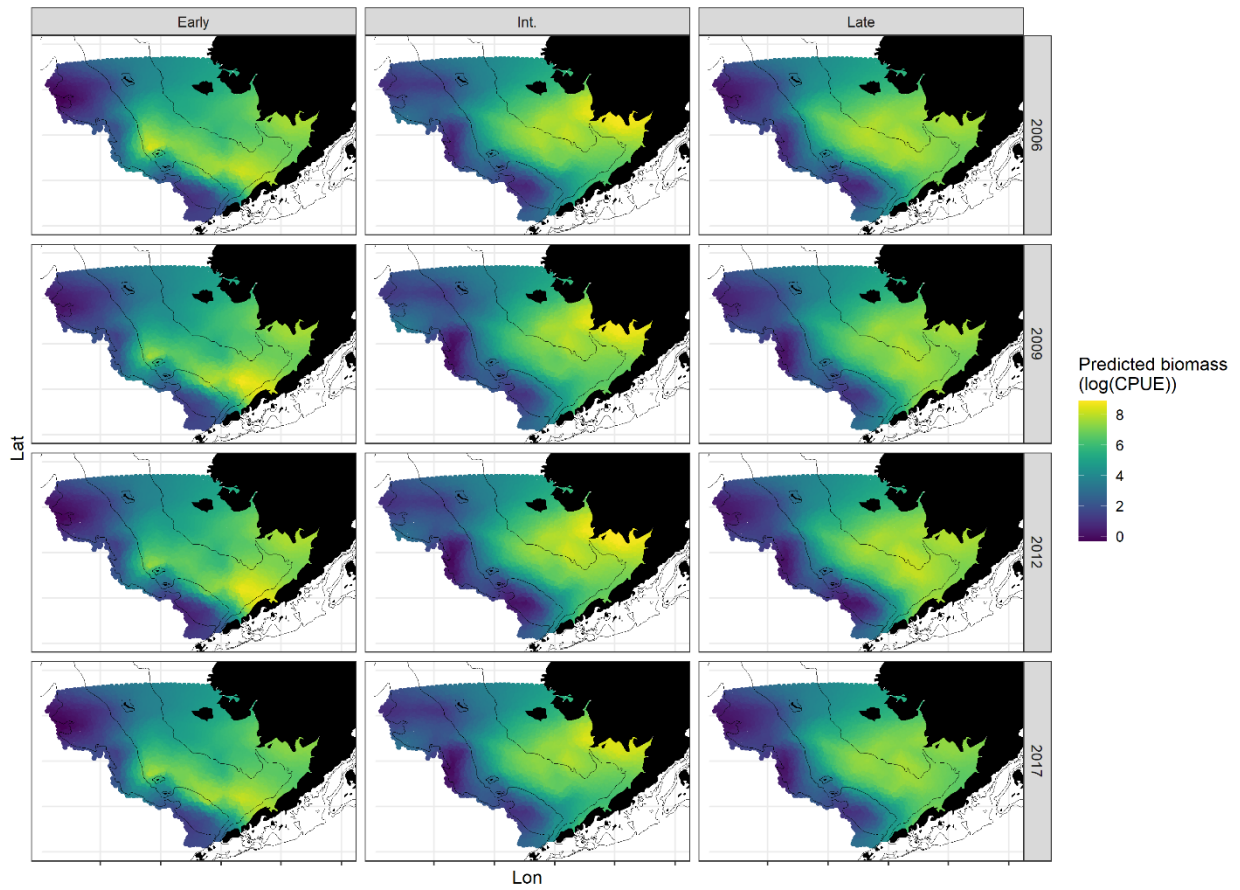 Early
Int.
Late
2006
2009
2012
2017
Lat
Lon
Predicted biomass
(log(CPUE))
8
6
4
2
0